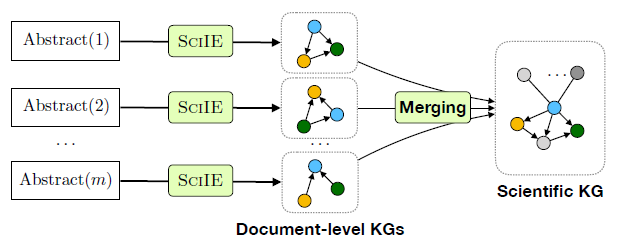 Abstract(1)
SCIIE
Abstract(2)
SCIIE
Merging
. . .
. . .
. . .
Abstract(m)
SCIIE
Scientific KG
Document-level KGs